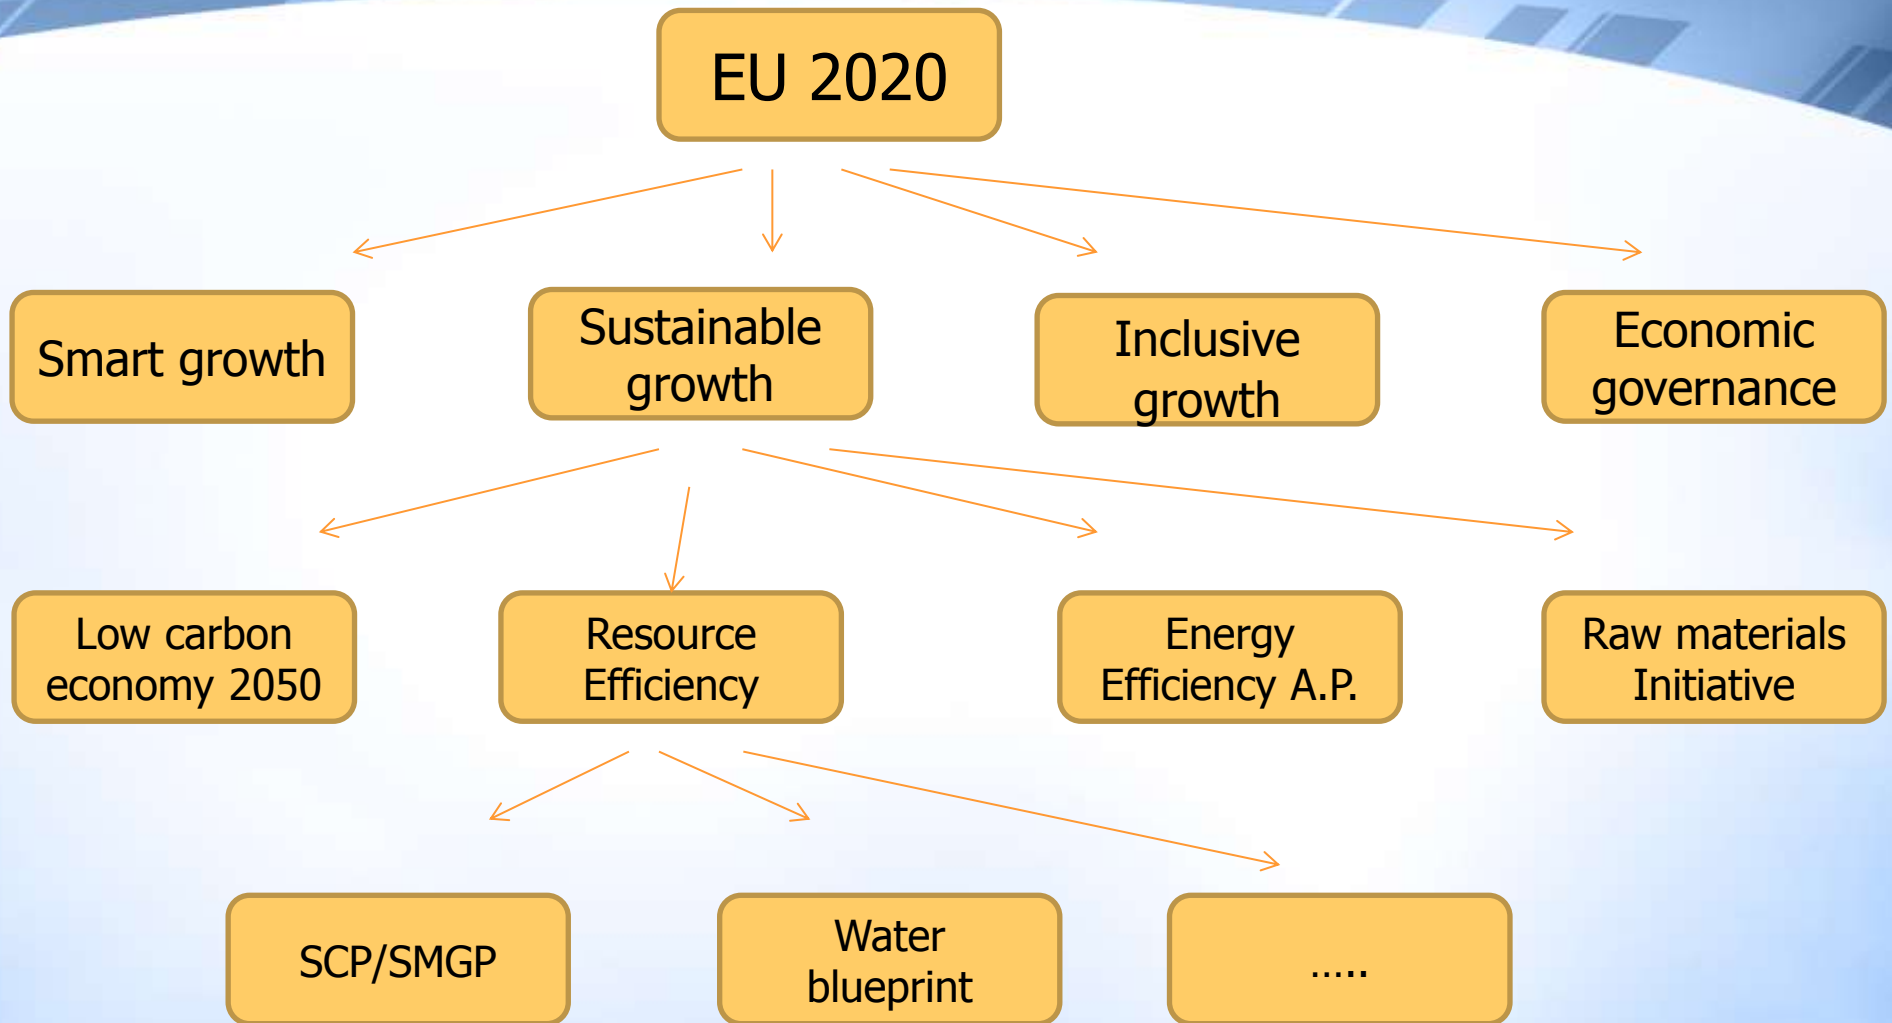 EU 2020
Smart growth
Sustainable
growth
Inclusive
growth
Economic
governance
Low carbon
economy 2050
Resource
Efficiency
Energy
Efficiency A.P.
Raw materials
Initiative
SCP/SMGP
Water
blueprint
.....